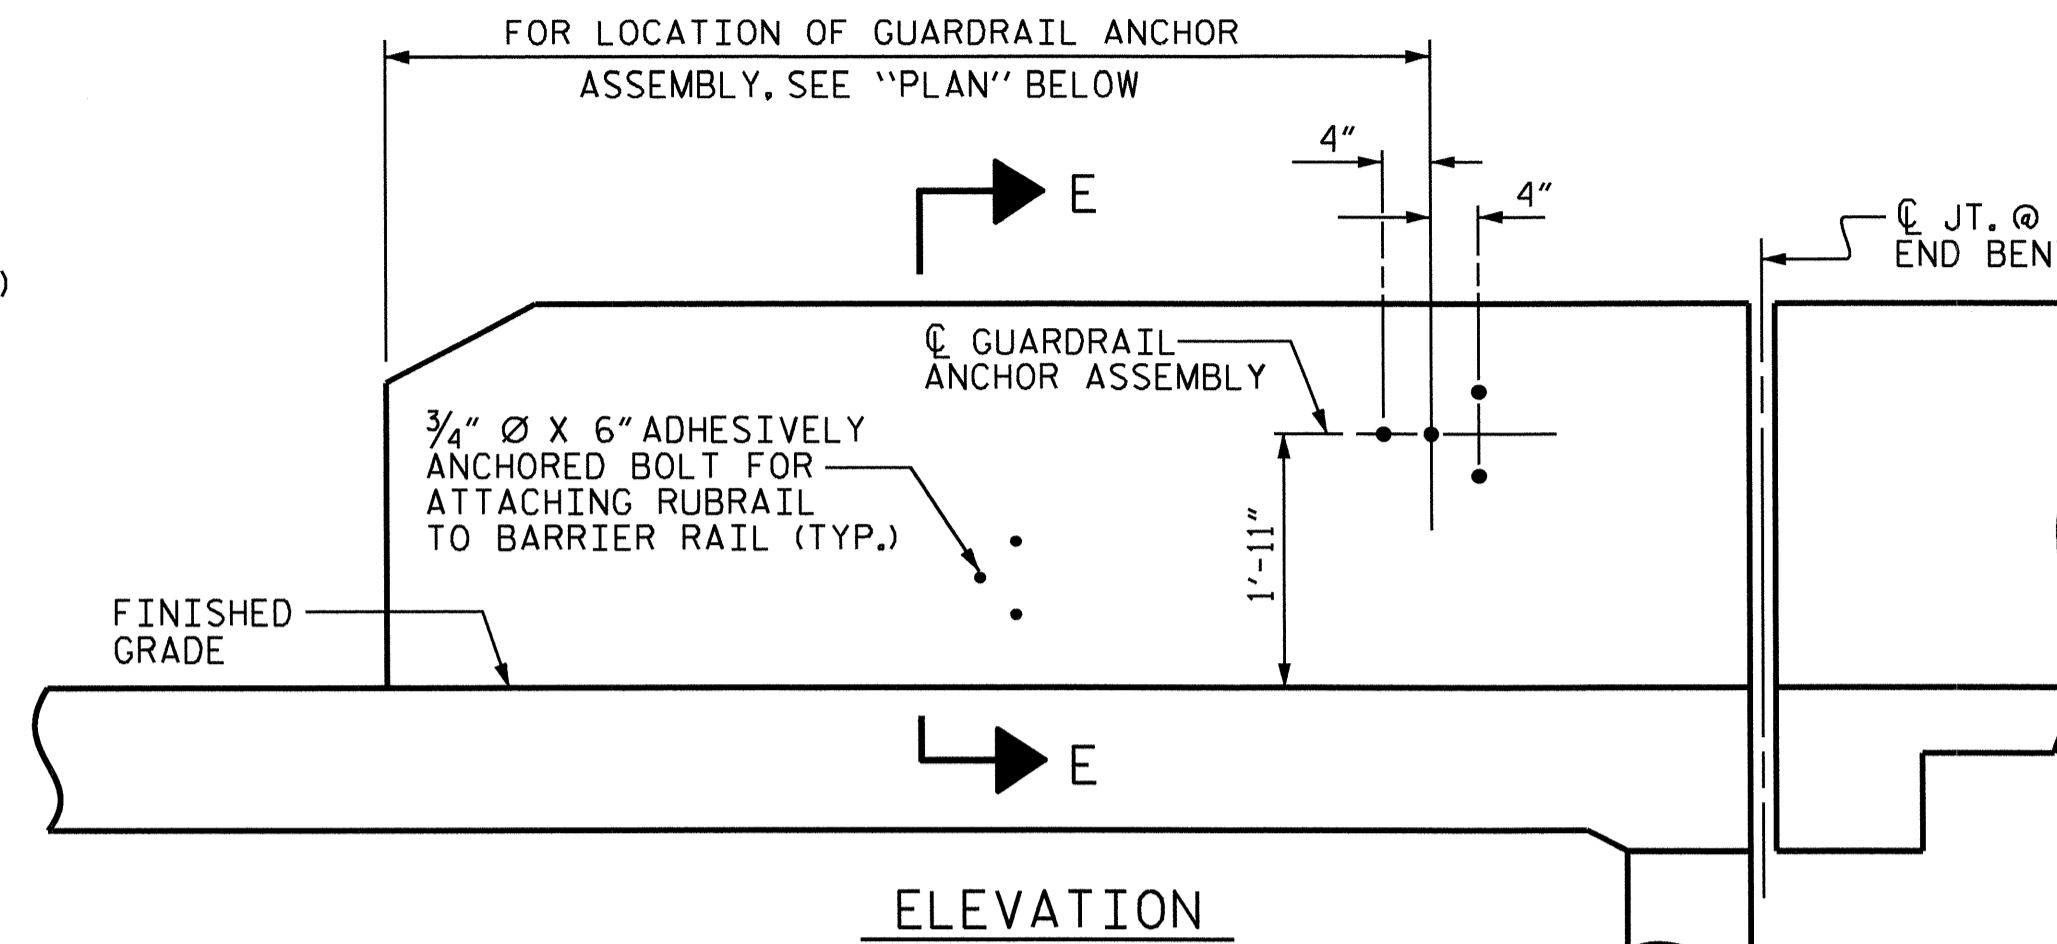 FOR LOCATION OF GUARDRAIL ANCHOR
ASSEMBLY, SEE "PLAN" BELOW
4"
4"
E
℄ JT. @
END BEN
)
℄ GUARDRAIL
ANCHOR ASSEMBLY
¾" Ø X 6" ADHESIVELY
ANCHORED BOLT FOR
ATTACHING RUBRAIL
TO BARRIER RAIL (TYP.)
1'-11"
FINISHED
GRADE
E
ELEVATION